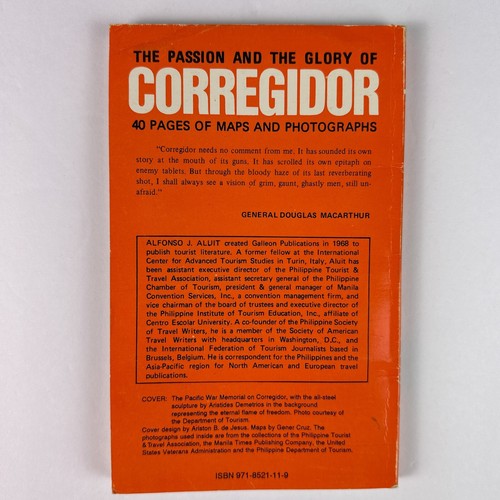 THE PASSION AND THE GLORY OF
CORREGIDOR
40 PAGES OF MAPS AND PHOTOGRAPHS
"Corregidor needs no comment from me. It has sounded its own
story at the mouth of its guns. It has scrolled its own epitaph on
enemy tablets. But through the bloody haze of its last reverberating
shot, I shall always see a vision of grim, gaunt, ghastly men, still un-
afraid."
GENERAL DOUGLAS MACARTHUR
ALFONSO J. ALUIT created Galleon Publications in 1968 to
publish tourist literature. A former fellow at the International
Center for Advanced Tourism Studies in Turin, Italy, Aluit has
been assistant executive director of the Philippine Tourist &
Travel Association, assistant secretary general of the Philippine
Chamber of Tourism, president & general manager of Manila
Convention Services, Inc., a convention management firm, and
vice chairman of the board of trustees and executive director of
the Philippine Institute of Tourism Education, Inc., affiliate of
Centro Escolar University. A co-founder of the Philippine Society
of Travel Writers, he is a member of the Society of American
Travel Writers with headquarters in Washington, D.C., and
the International Federation of Tourism Journalists based in
Brussels, Belgium. He is correspondent for the Philippines and the
Asia-Pacific region for North American and European travel
publications.
COVER: The Pacific War Memorial on Corregidor, with the all-steel
sculpture by Aristides Demetrios in the background
representing the eternal flame of freedom. Photo courtesy of
the Department of Tourism.
Cover design by Ariston B. de Jesus. Maps by Gener Cruz. The
photographs used inside are from the collections of the Philippine Tourist
& Travel Association, the Manila Times Publishing Company, the United
States Veterans Administration and the Philippine Department of Tourism.
ISBN 971-8521-11-9